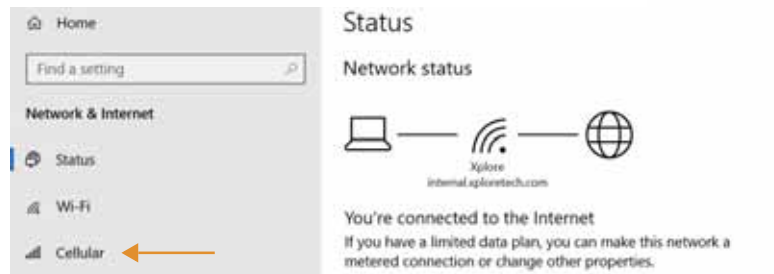 Home
Find a setting
Network & Internet
Status
Wi-Fi
Cellular
Status
Network status
Xplore
internal.xploretech.com
You're connected to the Internet
If you have a limited data plan, you can make this network a
metered connection or change other properties.